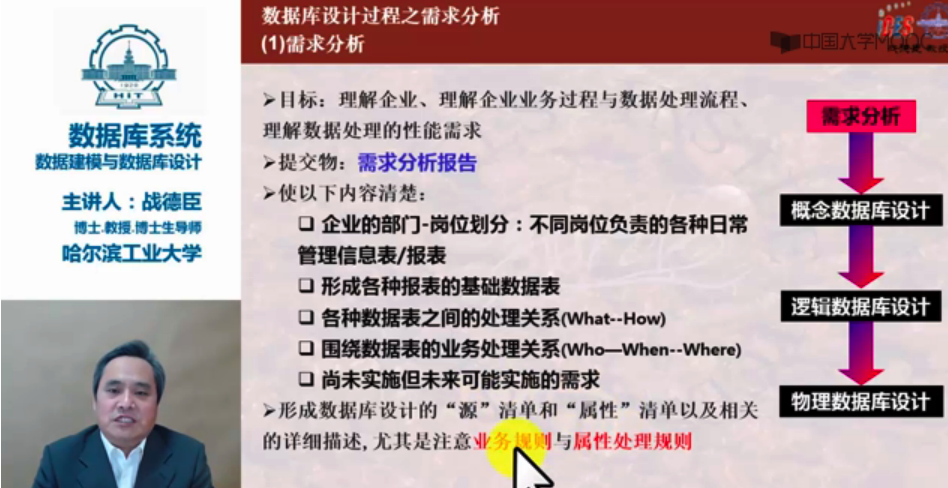 数据库设计过程之需求分析
(1)需求分析
中国大学MOOC
HIT
数据库系统
数据建模与数据库设计
主讲人：战德臣
博士.教授.博士生导师
哈尔滨工业大学
➢目标：理解企业、理解企业业务过程与数据处理流程、
理解数据处理的性能需求
➢提交物：需求分析报告
➢使以下内容清楚：
❑ 企业的部门-岗位划分：不同岗位负责的各种日常
管理信息表/报表
❑ 形成各种报表的基础数据表
❑ 各种数据表之间的处理关系(What--How)
❑ 围绕数据表的业务处理关系(Who—When--Where)
❑ 尚未实施但未来可能实施的需求
➢形成数据库设计的“源”清单和“属性”清单以及相关
的详细描述,尤其是注意业务规则与属性处理规则
需求分析
概念数据库设计
逻辑数据库设计
物理数据库设计